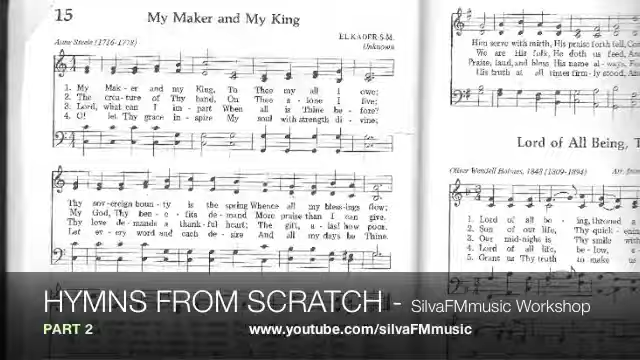 15
My Maker and My King
Anne Steele (1716-1778)
ELKADER S.M.
Unknown
1. My Mak - er and my King, To Thee my all I owe;
2. The crea - ture of Thy hand, On Thee a - lone I live;
3. Lord, what can I im - part When all is Thine be - fore?
4. O! let Thy grace in - spire My soul with strength di - vine;
Thy sov - ereign boun - ty is the spring Whence all my bless - ings flow;
My God, Thy ben - e - fits de - mand More praise than I can give.
Thy love de - mands a thank - ful heart; The gift, a - las! how poor.
Let ev - ery word and each de - sire And all my days be Thine.
Him serve with mirth, His praise forth tell, Co
We are His folk, He doth us feed, An
Praise, laud, and bless His name al - ways, Fo
His truth at all times firm - ly stood, An
Lord of All Being, T
Oliver Wendell Holmes, 1848 (1809-1894)
Arr.
1. Lord of all be - ing, throned a
2. Sun of our life, Thy quick - en
3. Our mid - night is Thy smile with
4. Lord of all life, be - low, a
5. Grant us Thy truth to make us
HYMNS FROM SCRATCH - SilvaFMmusic Workshop
PART 2
www.youtube.com/silvaFMmusic